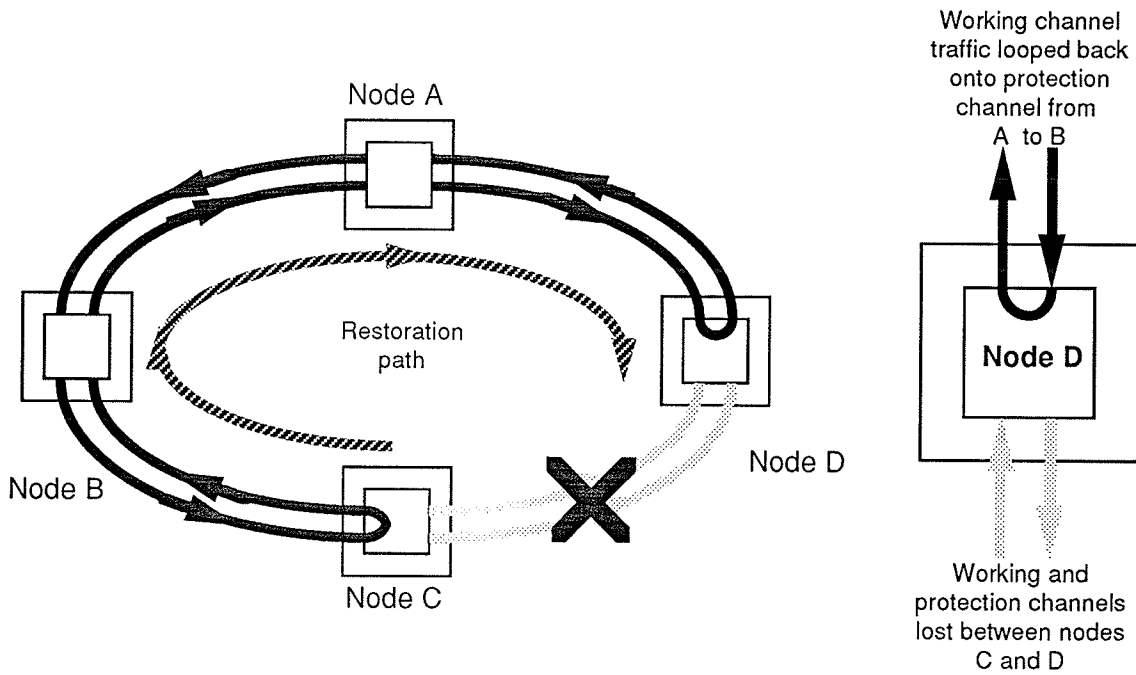 Node A
Restoration
path
Node B
Node D
Node C
Working channel
traffic looped back
onto protection
channel from
A to B
Node D
Working and
protection channels
lost between nodes
C and D